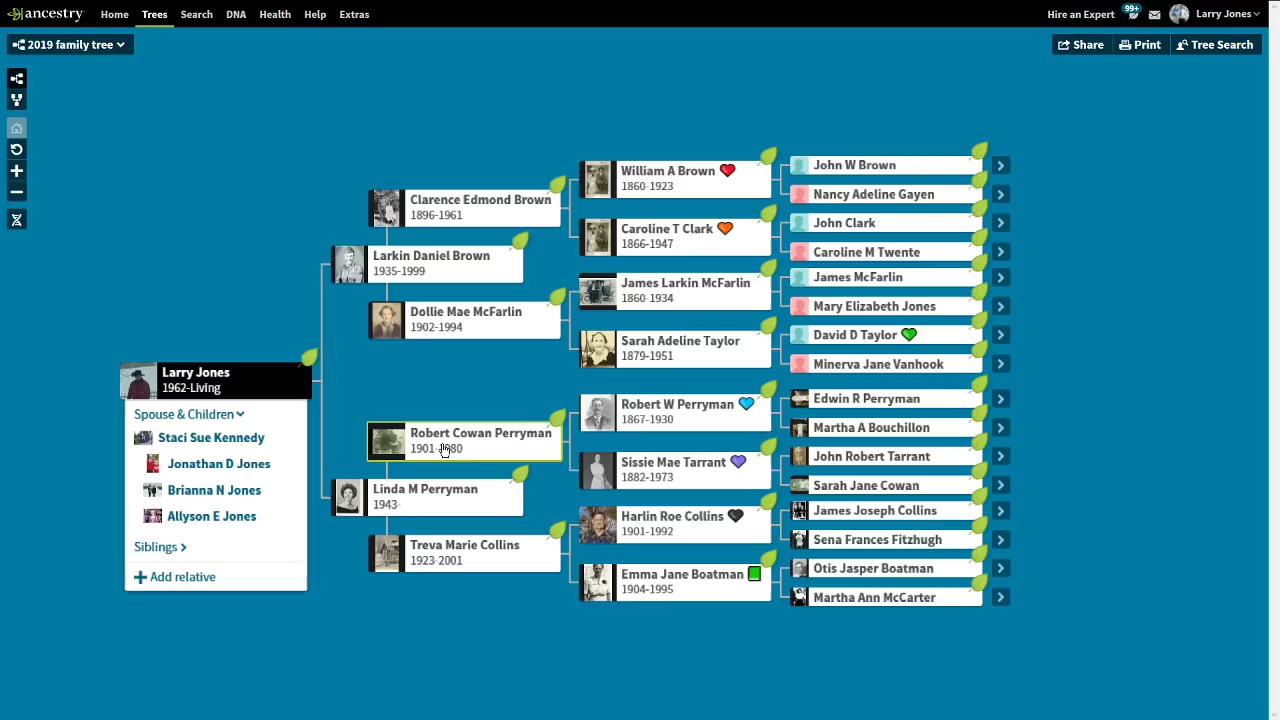 ancestry Home Trees Search DNA Health Help Extras Hire an Expert 99+ Larry Jones
2019 family tree Share Print Tree Search
Clarence Edmond Brown
1896-1961
Larkin Daniel Brown
1935-1999
Dollie Mae McFarlin
1902-1994
Larry Jones
1962-Living
Spouse & Children
Staci Sue Kennedy
Jonathan D Jones
Brianna N Jones
Allyson E Jones
Siblings
Add relative
Robert Cowan Perryman
Linda M Perryman
1943-
Treva Marie Collins
1923-2001
William A Brown
1860-1923
Caroline T Clark
1866-1947
James Larkin McFarlin
1860-1934
Sarah Adeline Taylor
1879-1951
Robert W Perryman
1867-1930
Sissie Mae Tarrant
1882-1973
Harlin Roe Collins
1901-1992
Emma Jane Boatman
1904-1995
John W Brown
Nancy Adeline Gayen
John Clark
Caroline M Twente
James McFarlin
Mary Elizabeth Jones
David D Taylor
Minerva Jane Vanhook
Edwin R Perryman
Martha A Bouchillon
John Robert Tarrant
Sarah Jane Cowan
James Joseph Collins
Sena Frances Fitzhugh
Otis Jasper Boatman
Martha Ann McCarter